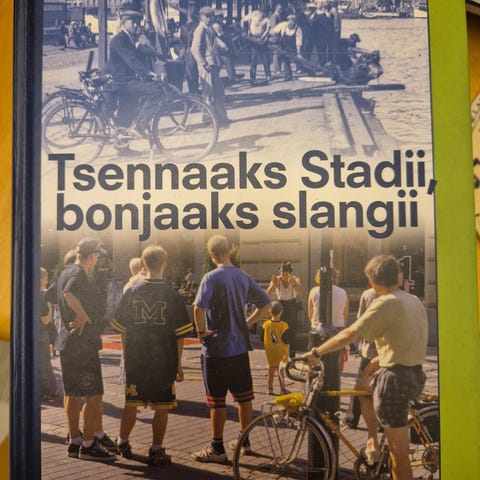 Tsennaaks Stadii,
bonjaaks slangii
M